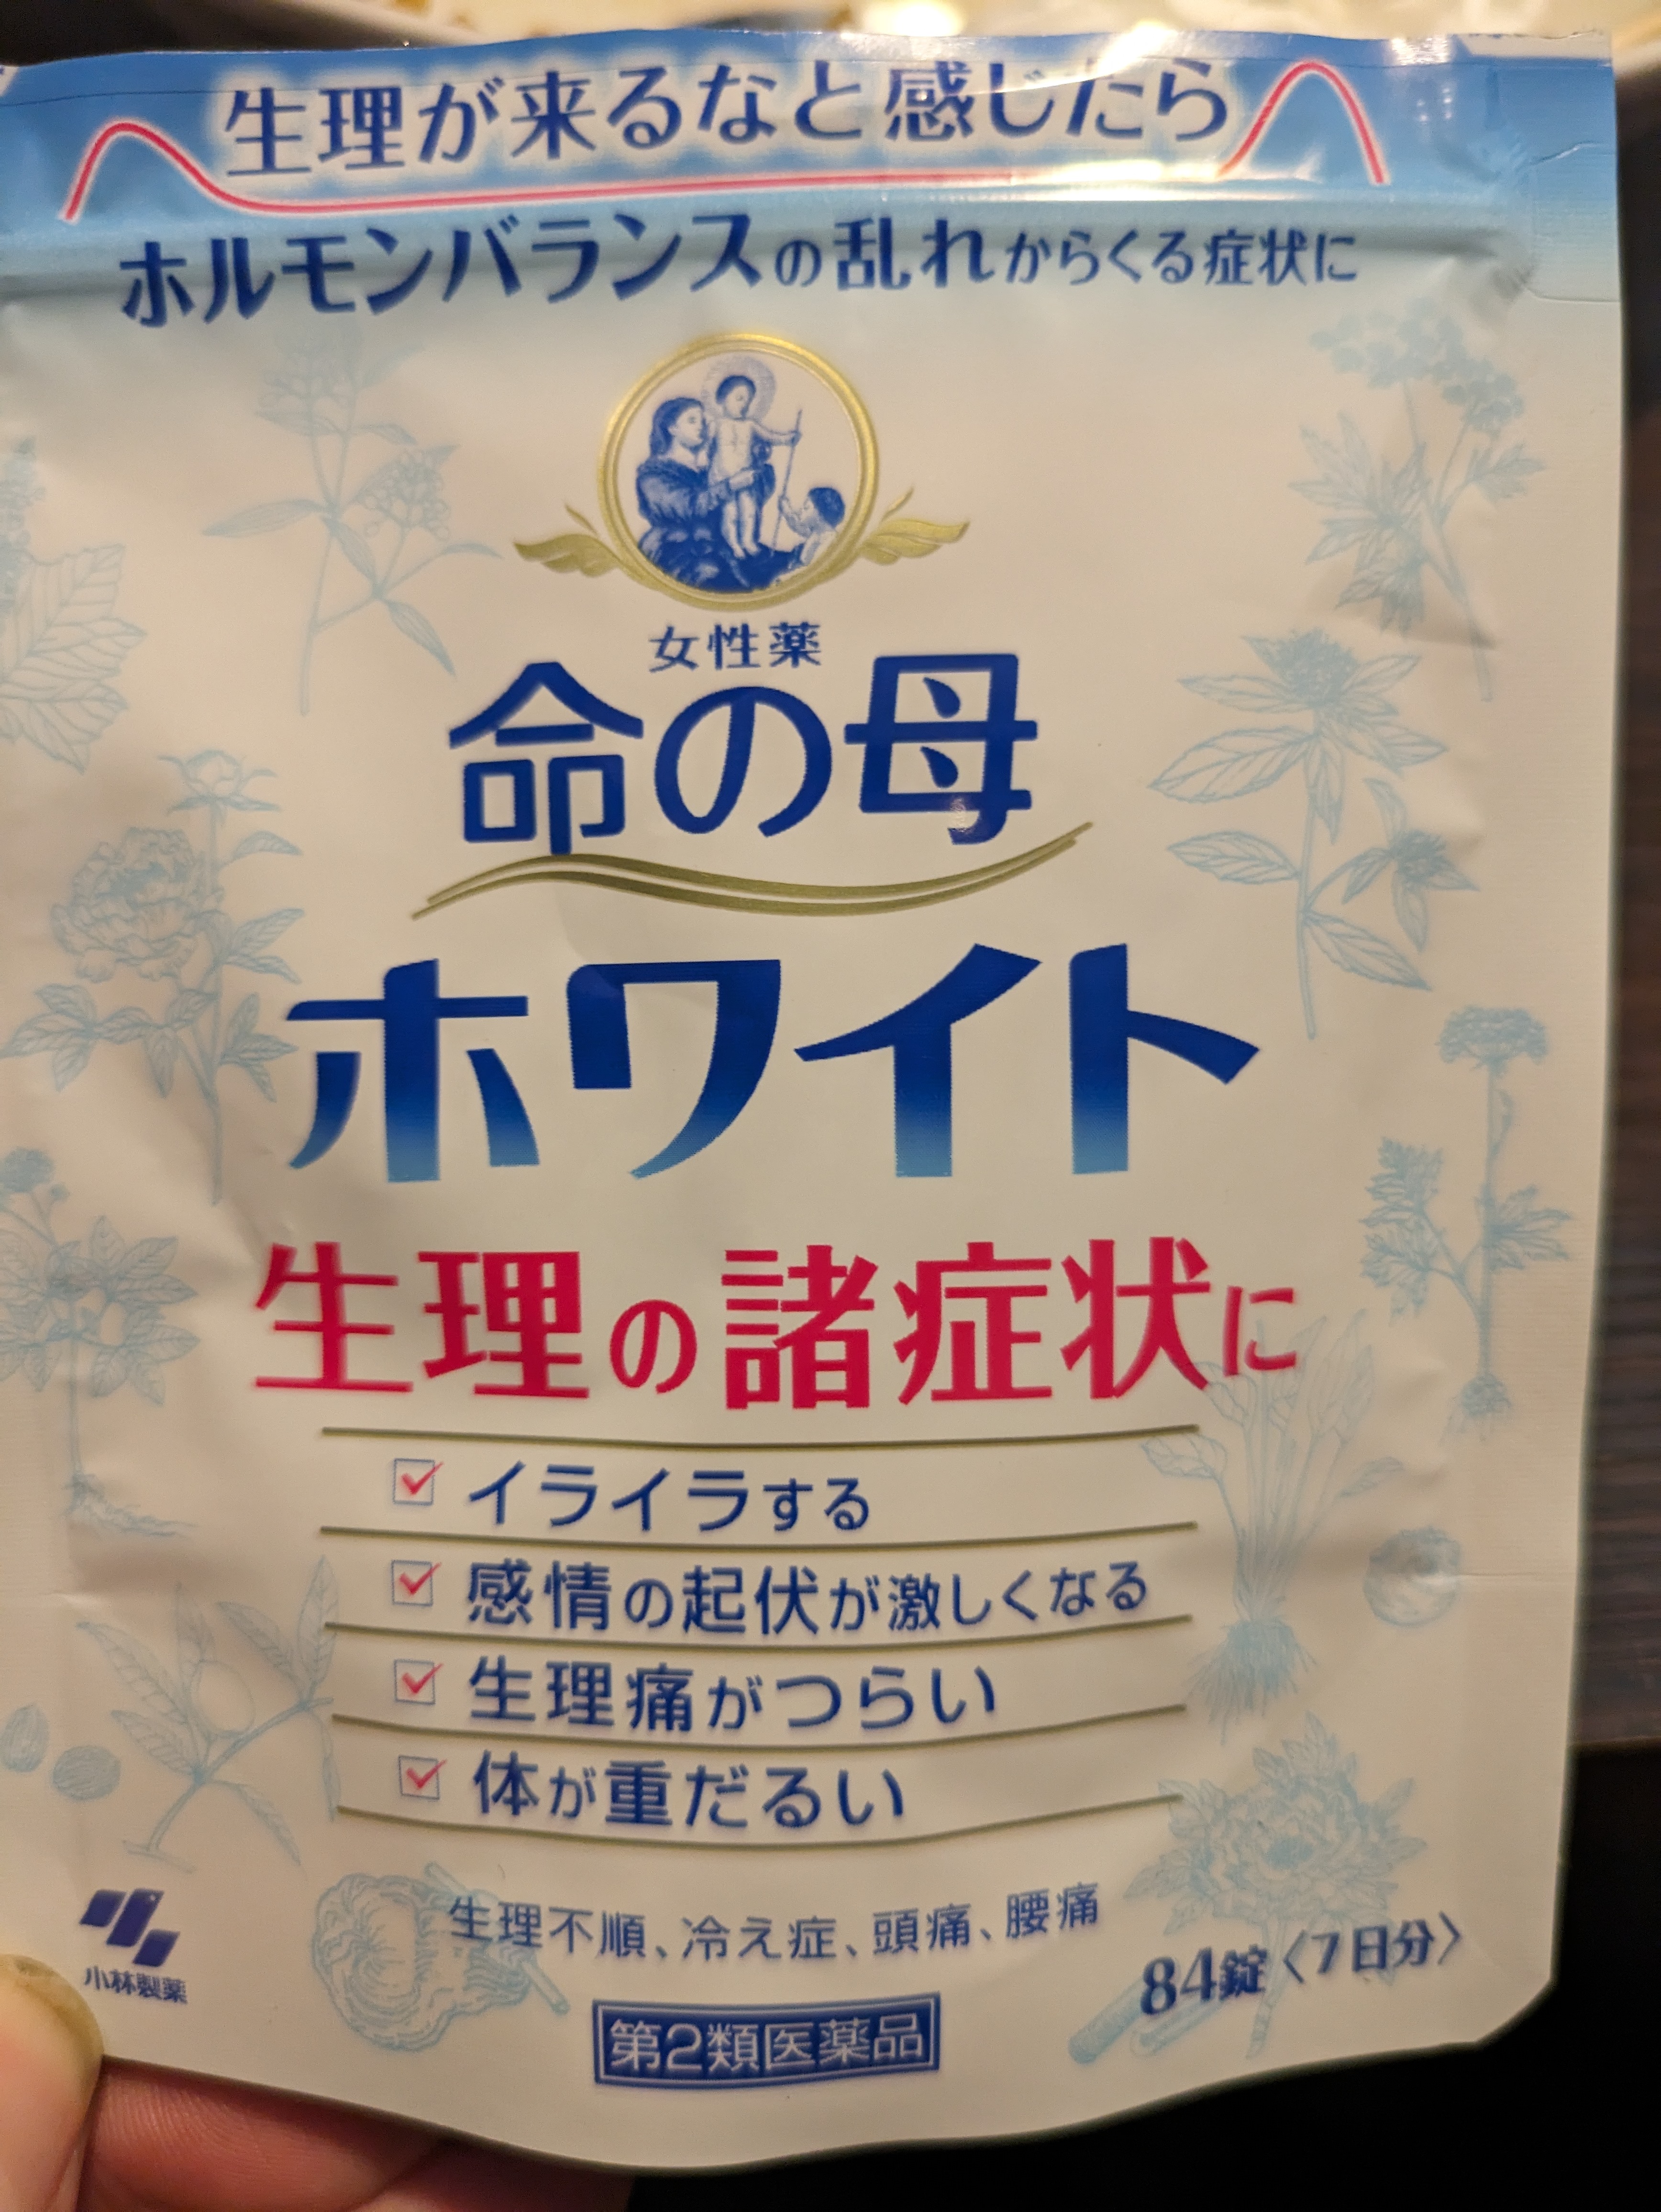 生理が来るなと感じたら
ホルモンバランスの乱れからくる症状に
女性薬
命の母
ホワイト
生理の諸症状に
イライラする
感情の起伏が激しくなる
生理痛がつらい
体が重だるい
生理不順、冷え症、頭痛、腰痛
84錠〈7日分〉
小林製薬
第2類医薬品